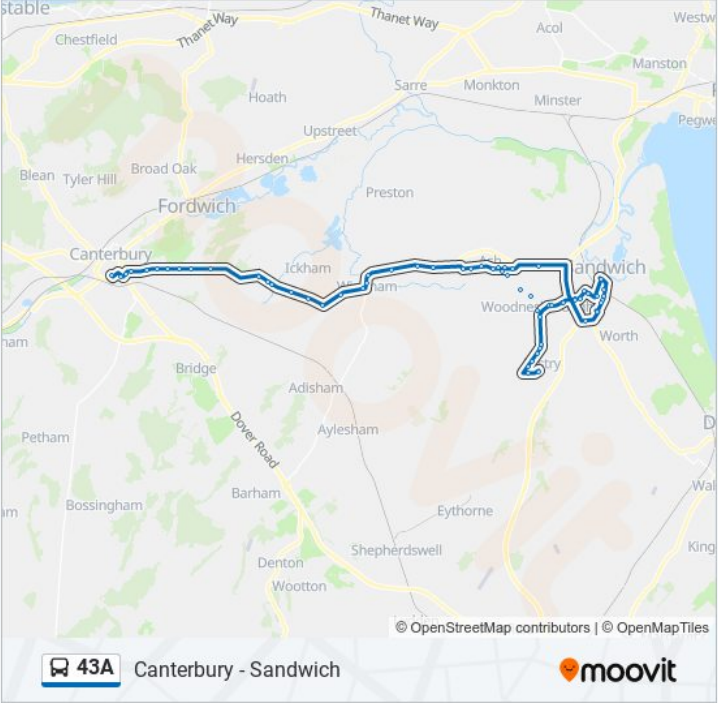 stable
Chestfield
Thanet Way
Thanet Way
Acol
Westw
Manston
Hoath
Sarre
Monkton
Minster
Pegwe
Upstreet
Hersden
Blean
Tyler Hill
Broad Oak
Fordwich
Preston
Canterbury
Ickham
Ash
Sandwich
Woodnes
ham
Worth
Bridge
Adisham
stry
Petham
Dover Road
Aylesham
D
Barham
Wal
am
Bossingham
Eythorne
Shepherdswell
King
Denton
Wootton
© OpenStreetMap contributors | © OpenMapTiles
43A Canterbury - Sandwich
moovit